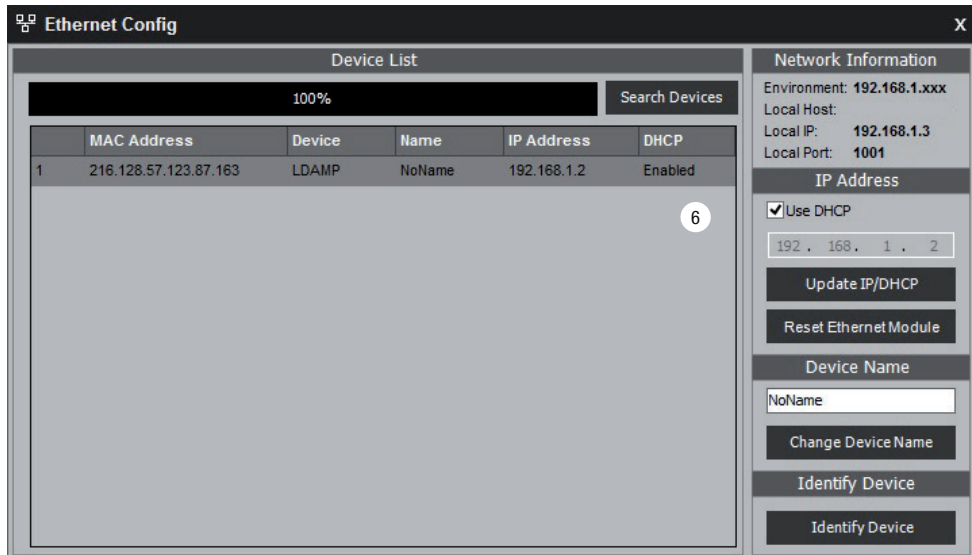 Ethernet Config X
Device List
100% Search Devices
MAC Address Device Name IP Address DHCP
1 216.128.57.123.87.163 LDAMP NoName 192.168.1.2 Enabled
6
Network Information
Environment: 192.168.1.xxx
Local Host:
Local IP: 192.168.1.3
Local Port: 1001
IP Address
Use DHCP
192 . 168 . 1 . 2
Update IP/DHCP
Reset Ethernet Module
Device Name
NoName
Change Device Name
Identify Device
Identify Device